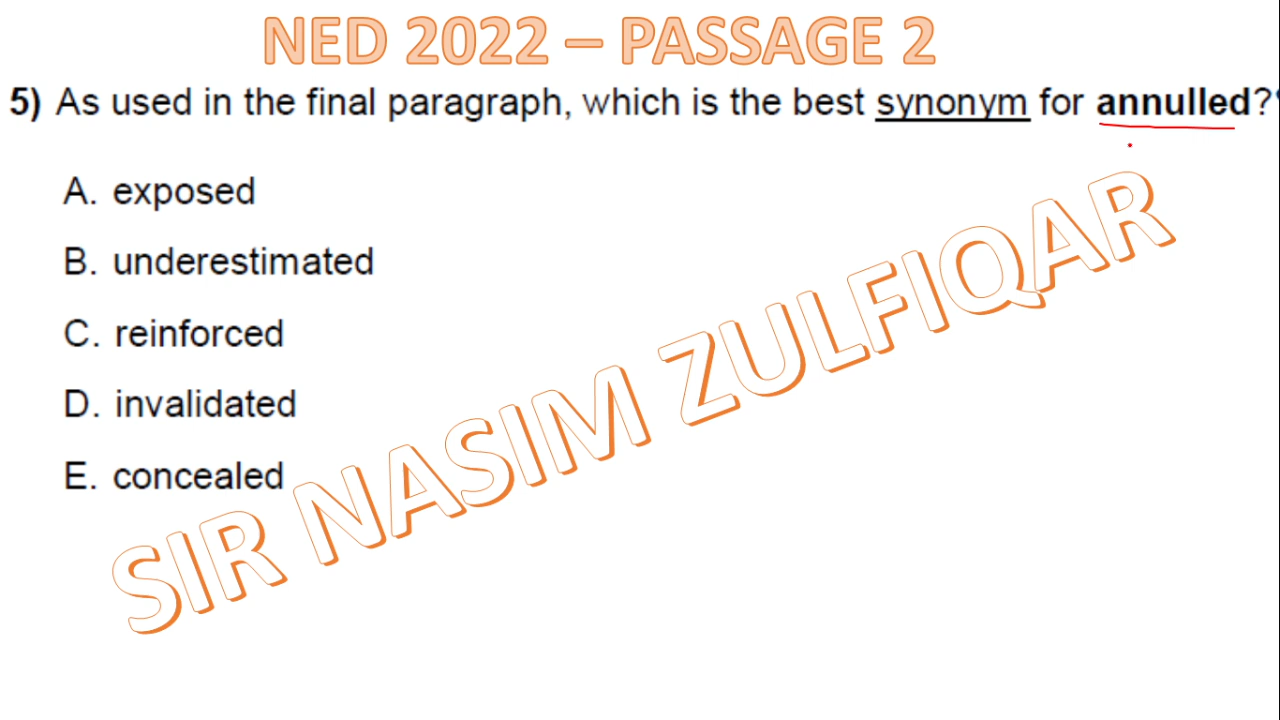 NED 2022 – PASSAGE 2
5) As used in the final paragraph, which is the best synonym for annulled?
A. exposed
B. underestimated
C. reinforced
D. invalidated
E. concealed
SIR NASIM ZULFIQAR